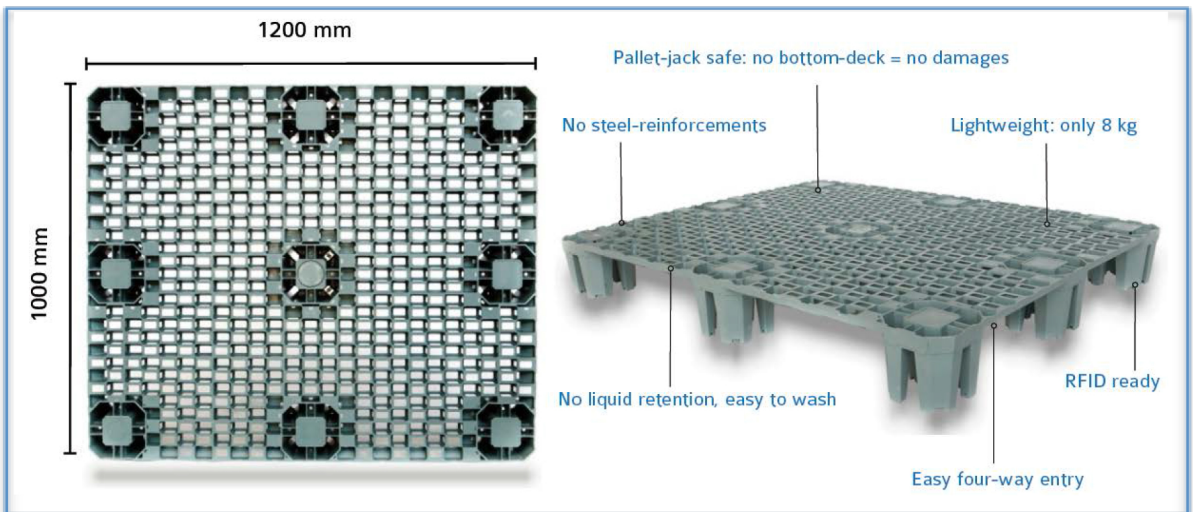 1200 mm
1000 mm
Pallet-jack safe: no bottom-deck = no damages
No steel-reinforcements
Lightweight: only 8 kg
No liquid retention, easy to wash
RFID ready
Easy four-way entry